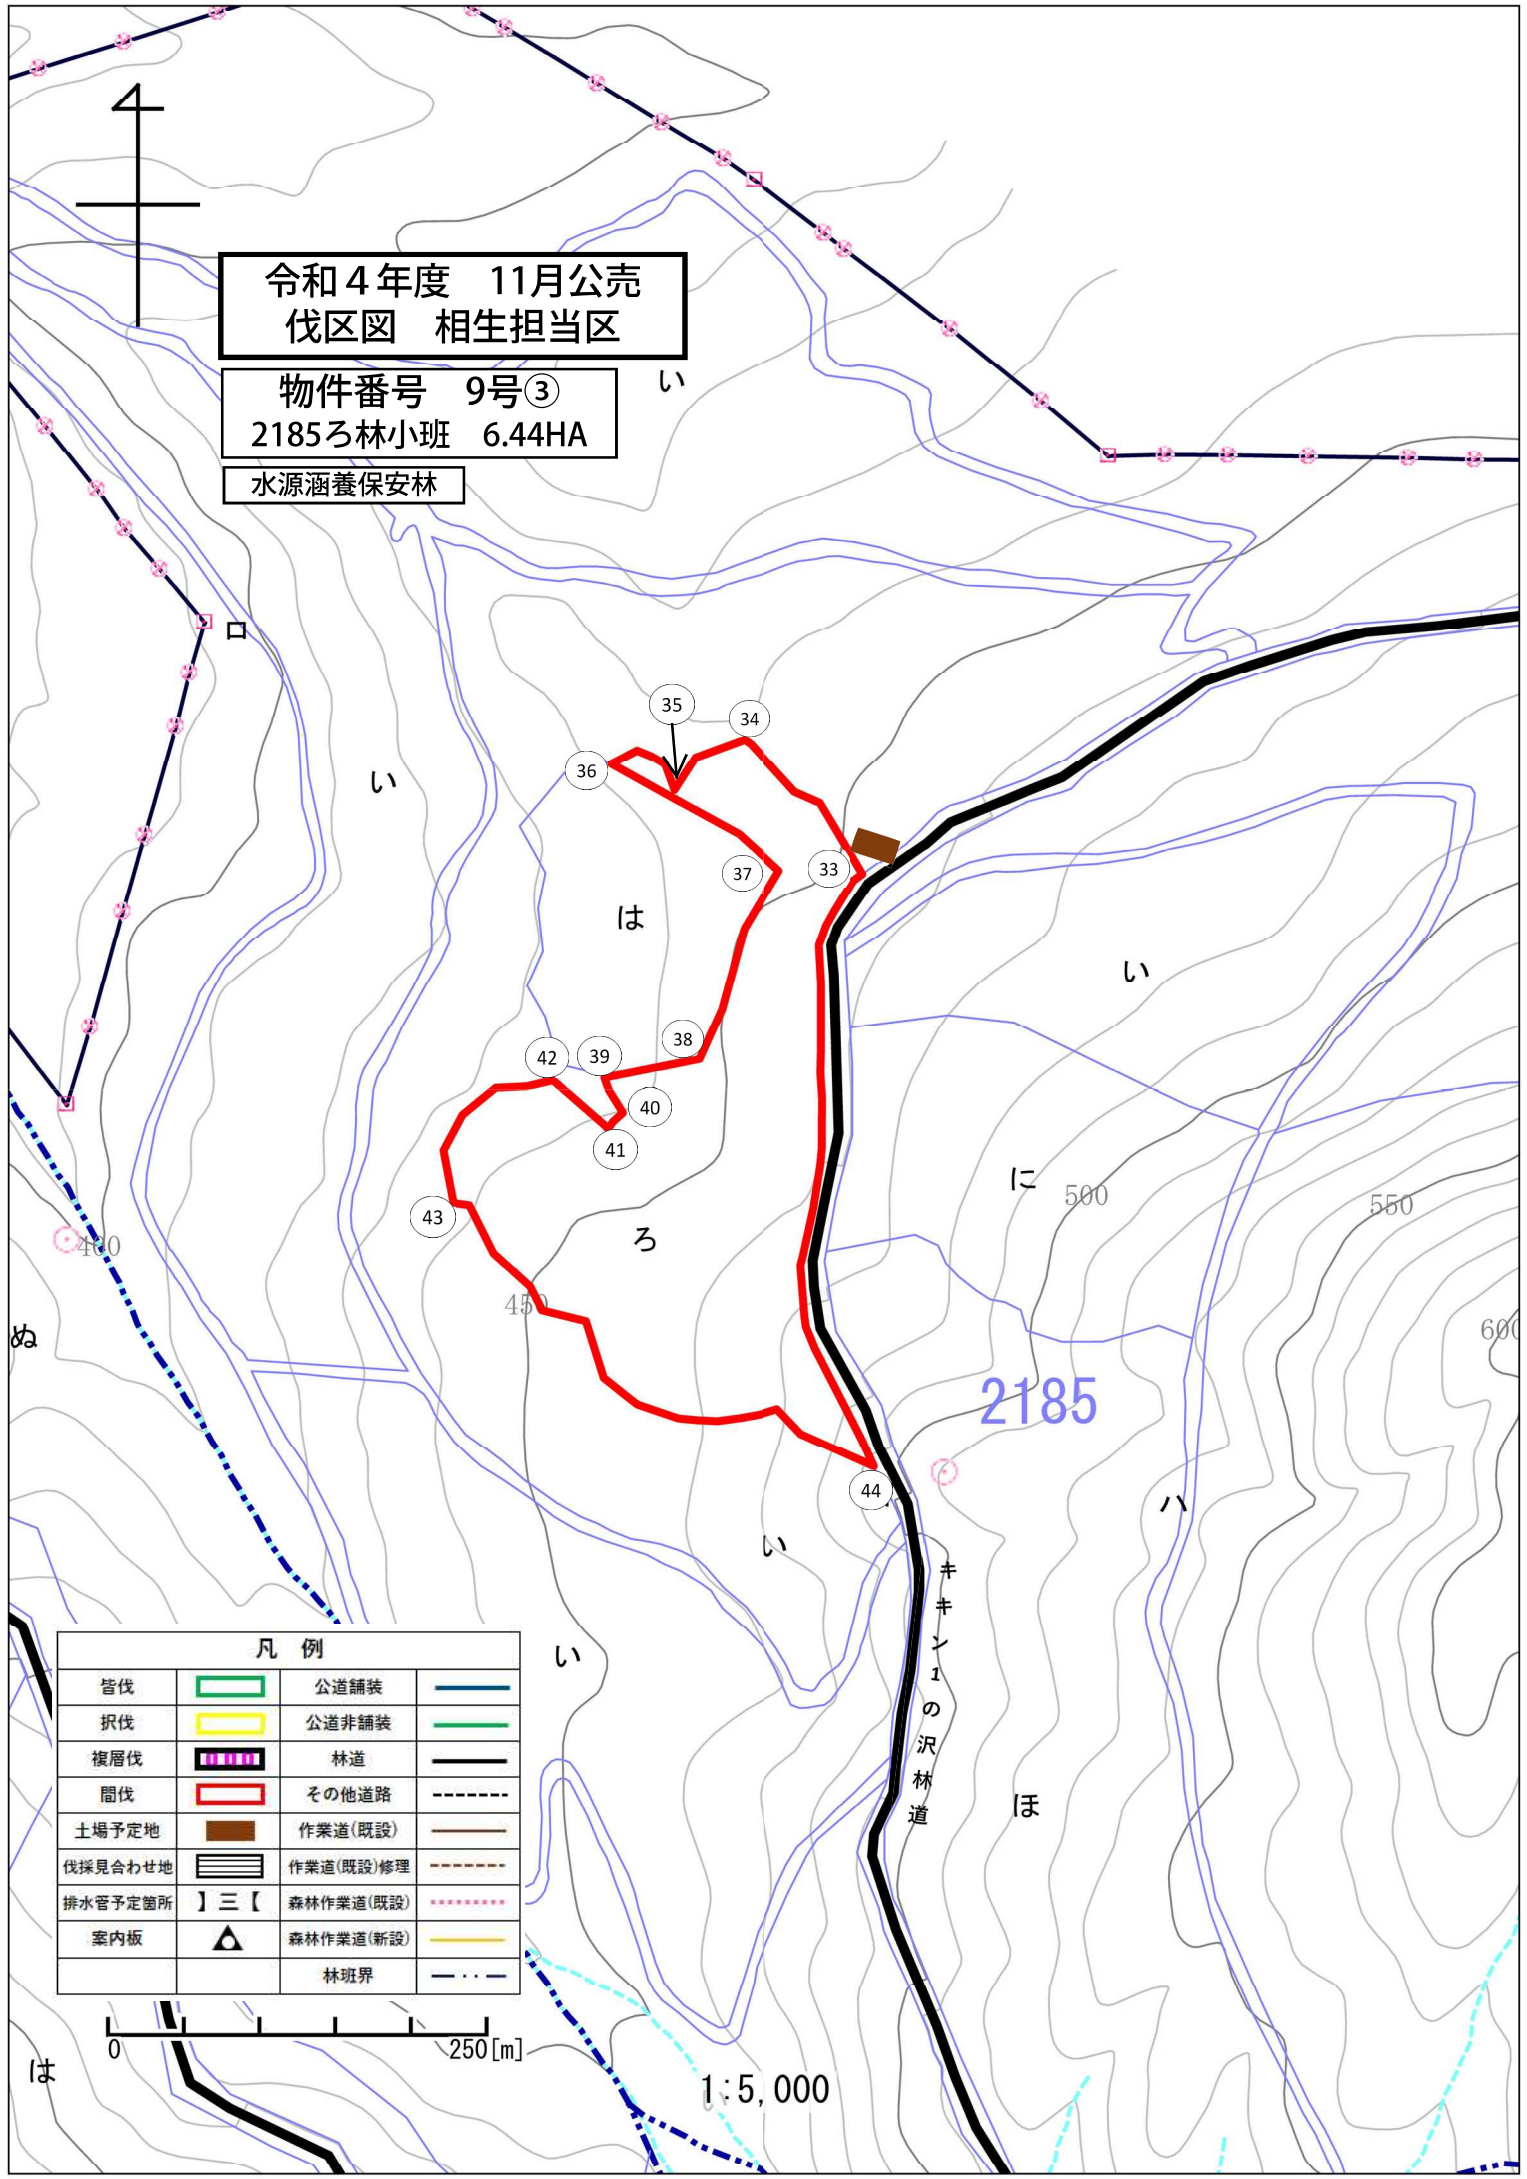 令和４年度　11月公売
伐区図　相生担当区
物件番号　9号③
2185ろ林小班　6.44HA
水源涵養保安林
い
ロ
35
34
36
い
33
37
は
い
38
39
42
40
41
に
500
550
43
ろ
400
450
ぬ
600
2185
44
ハ
い
キキン1の沢林道
い
ほ
凡　例
皆伐　公道舗装
択伐　公道非舗装
複層伐　林道
間伐　その他道路
土場予定地　作業道(既設)
伐採見合わせ地　作業道(既設)修理
排水管予定箇所　】三【　森林作業道(既設)
案内板　森林作業道(新設)
林班界
0　250[m]
は
1:5,000
い